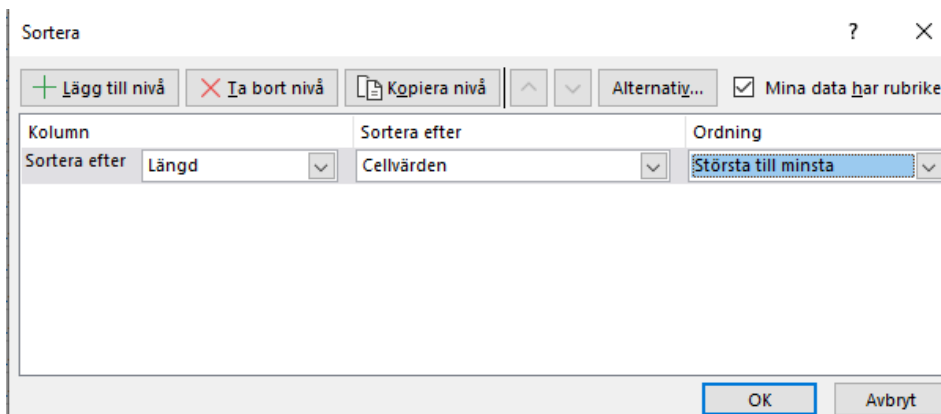 Sortera ?
Lägg till nivå Ta bort nivå Kopiera nivå Alternativ... Mina data har rubrike
Kolumn Sortera efter Ordning
Sortera efter Längd Cellvärden Största till minsta
OK Avbryt